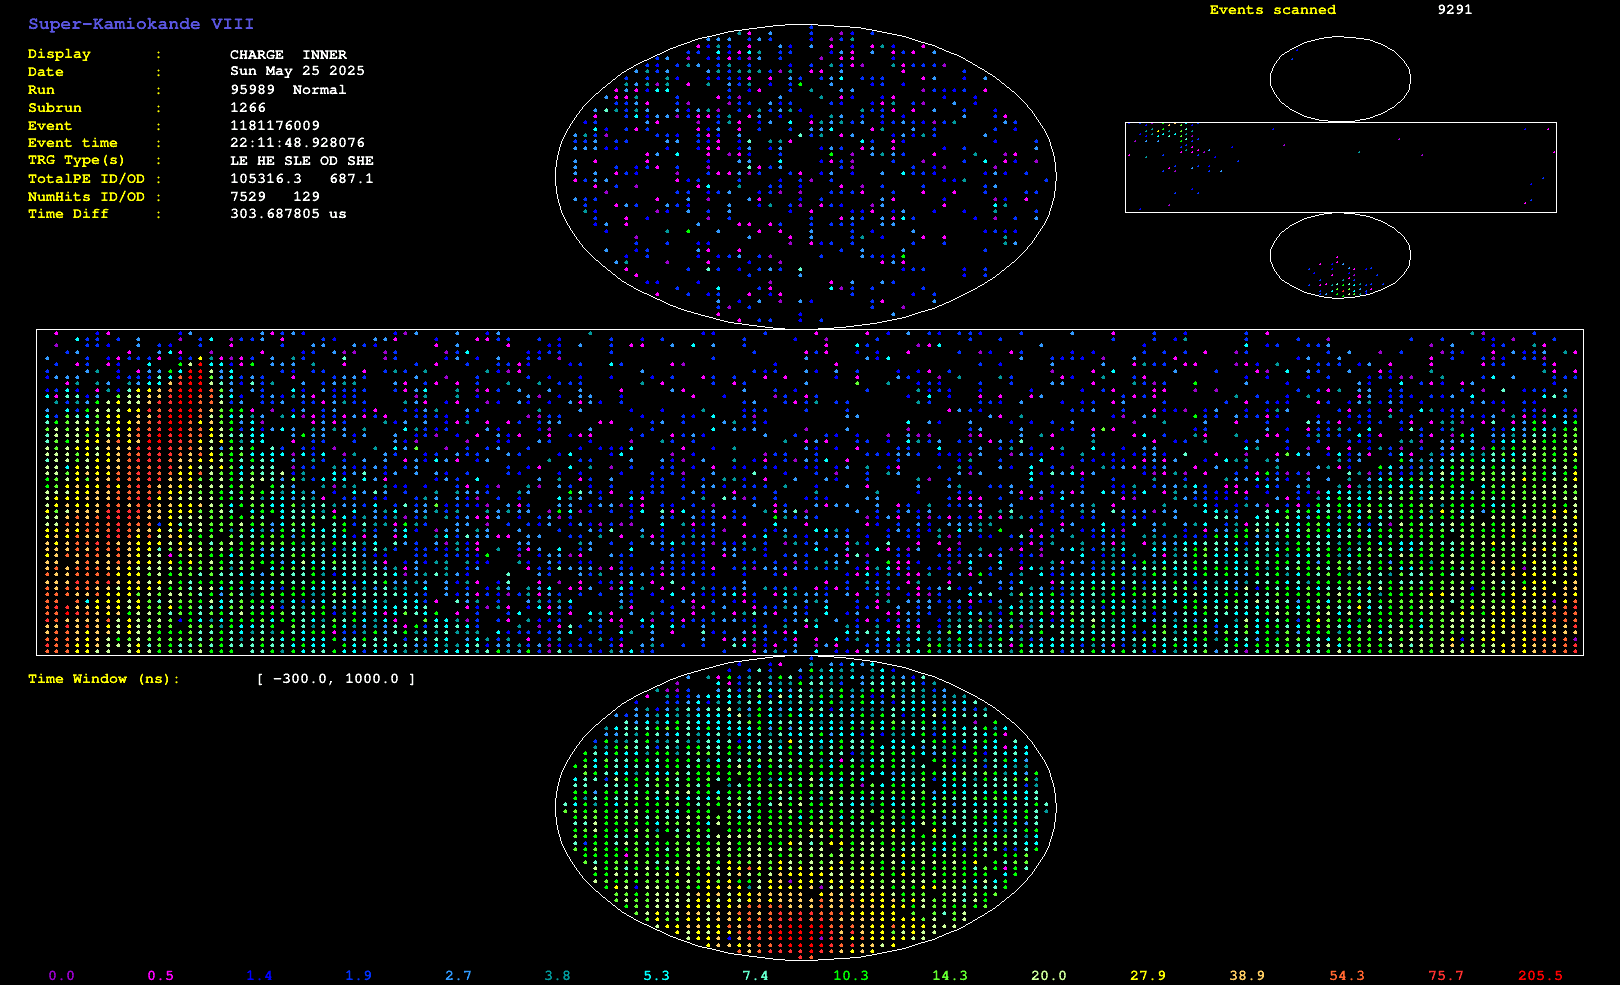 Super-Kamiokande VIII
Events scanned 9291
Display : CHARGE INNER
Date : Sun May 25 2025
Run : 95989 Normal
Subrun : 1266
Event : 1181176009
Event time : 22:11:48.928076
TRG Type(s) : LE HE SLE OD SHE
TotalPE ID/OD : 105316.3 687.1
NumHits ID/OD : 7529 129
Time Diff : 303.687805 us
Time Window (ns): [ -300.0, 1000.0 ]
0.0 0.5 1.4 1.9 2.7 3.8 5.3 7.4 10.3 14.3 20.0 27.9 38.9 54.3 75.7 205.5